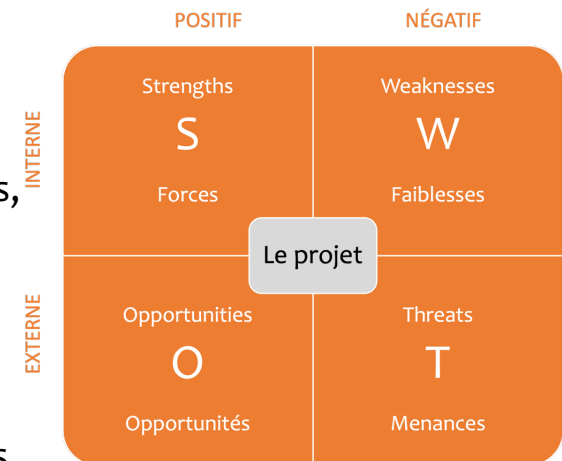 POSITIF
NÉGATIF
INTERNE
EXTERNE
Strengths
S
Forces
Weaknesses
W
Faiblesses
s,
Le projet
Opportunities
O
Opportunités
Threats
T
Menances
s